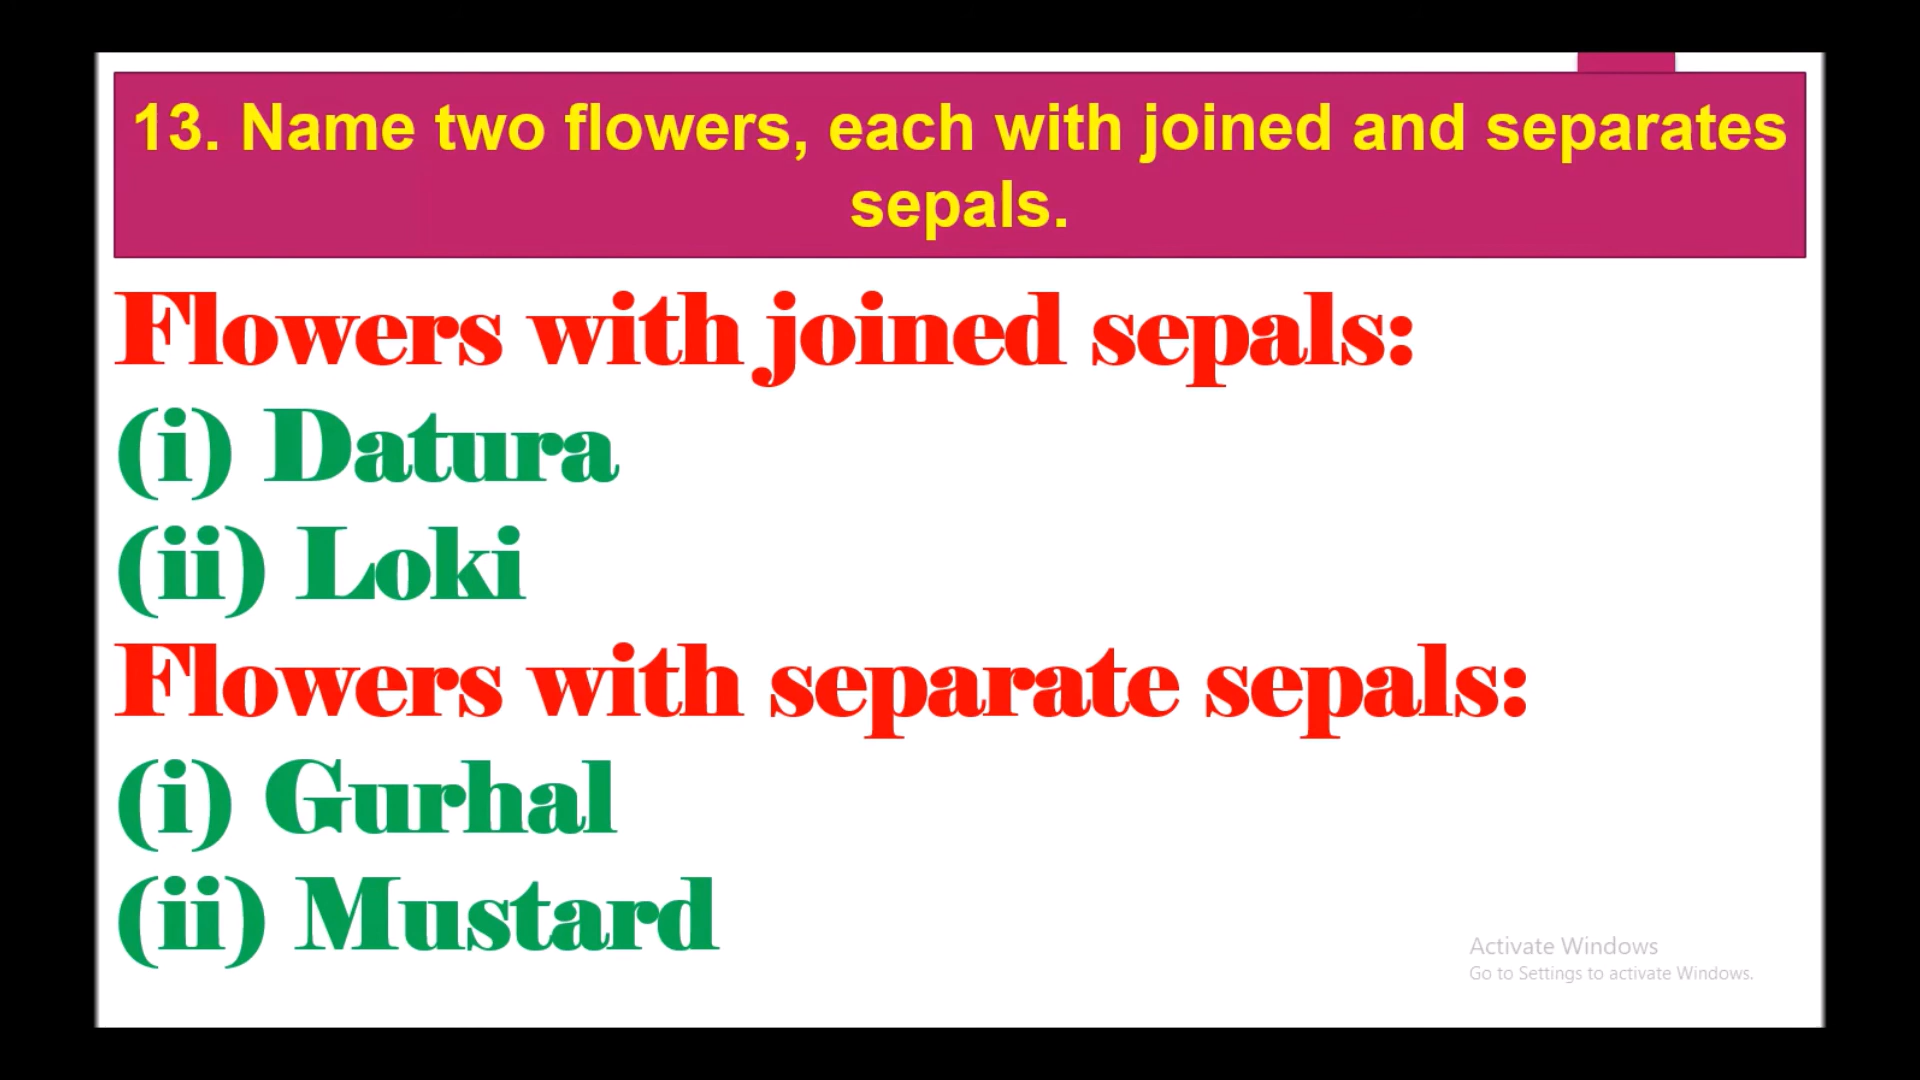 13. Name two flowers, each with joined and separates
sepals.
Flowers with joined sepals:
(i) Datura
(ii) Loki
Flowers with separate sepals:
(i) Gurhal
(ii) Mustard
Activate Windows
Go to Settings to activate Windows.